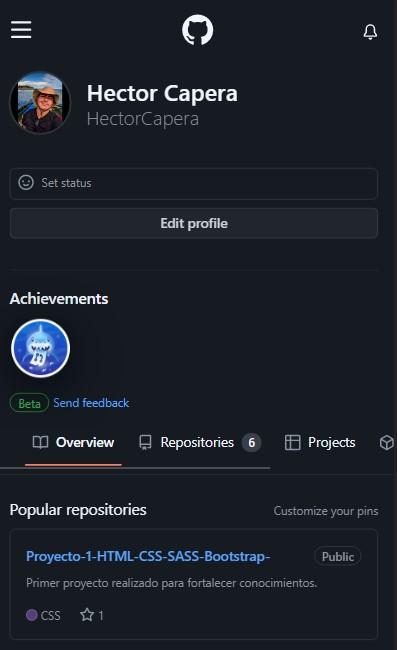 Hector Capera
HectorCapera
Set status
Edit profile
Achievements
Beta Send feedback
Overview Repositories 6 Projects
Popular repositories Customize your pins
Proyecto-1-HTML-CSS-SASS-Bootstrap- Public
Primer proyecto realizado para fortalecer conocimientos.
CSS 1